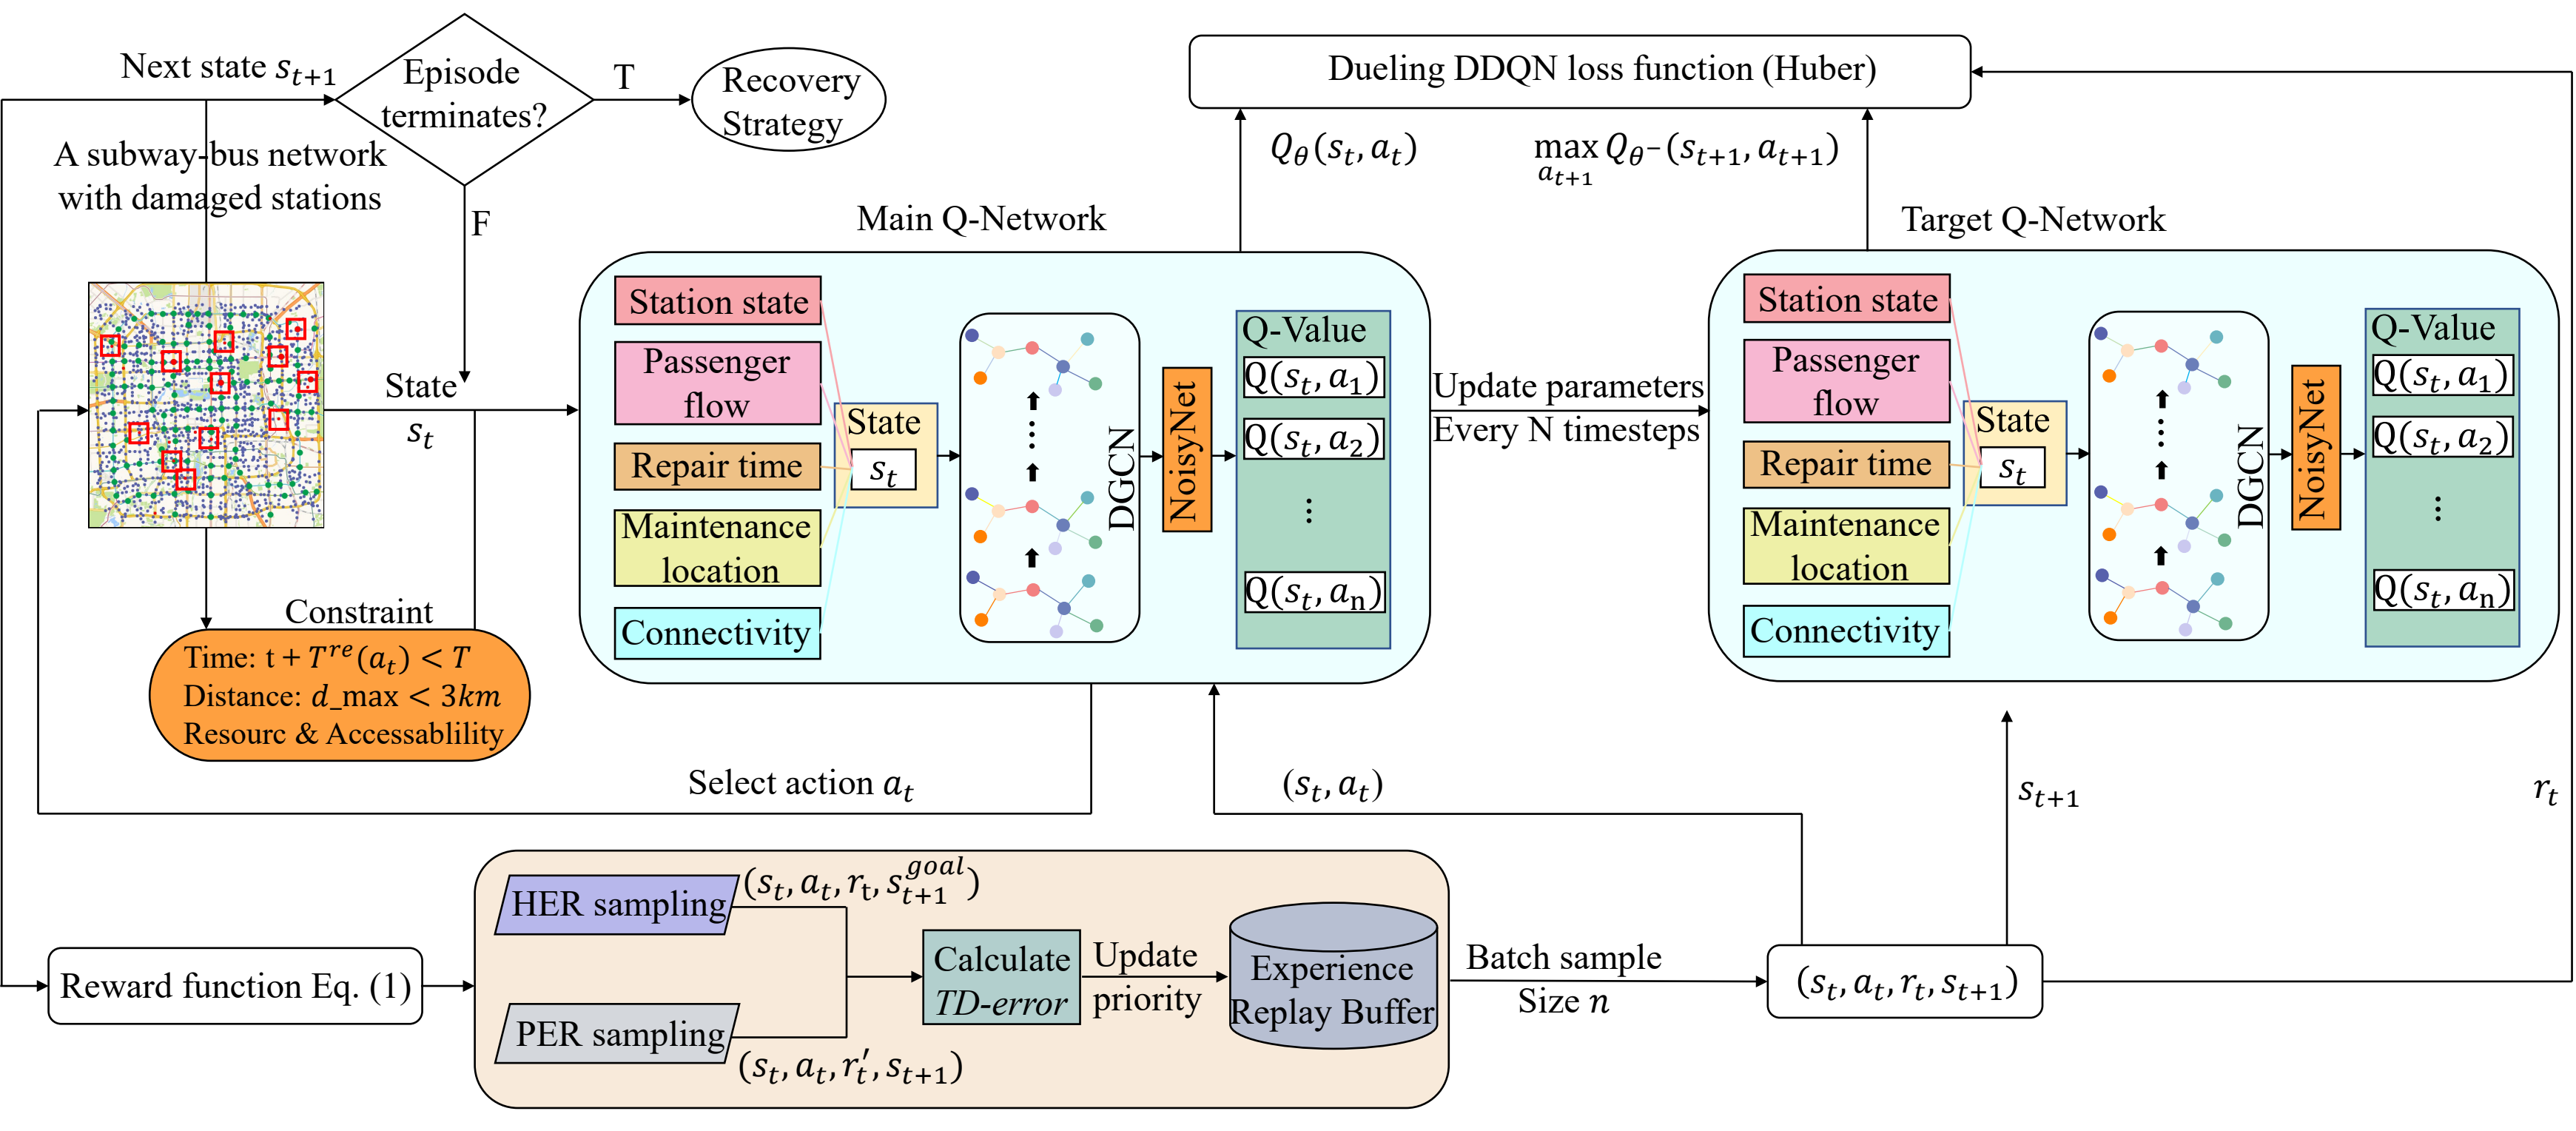 Next state s_{t+1}
Episode
terminates?
T
Recovery
Strategy
Dueling DDQN loss function (Huber)
A subway-bus network
with damaged stations
F
Q_θ(s_t, a_t)
max_{a_{t+1}} Q_{θ⁻}(s_{t+1}, a_{t+1})
Main Q-Network
Target Q-Network
State
s_t
Station state
Passenger
flow
Repair time
Maintenance
location
Connectivity
State
s_t
DGCN
NoisyNet
Q-Value
Q(s_t, a_1)
Q(s_t, a_2)
⋮
Q(s_t, a_n)
Update parameters
Every N timesteps
Station state
Passenger
flow
Repair time
Maintenance
location
Connectivity
State
s_t
DGCN
NoisyNet
Q-Value
Q(s_t, a_1)
Q(s_t, a_2)
⋮
Q(s_t, a_n)
Constraint
Time: t + T^{re}(a_t) < T
Distance: d_max < 3km
Resourc & Accessablility
Select action a_t
(s_t, a_t)
s_{t+1}
r_t
Reward function Eq. (1)
HER sampling
(s_t, a_t, r_t, s_{t+1}^{goal})
PER sampling
(s_t, a_t, r_t', s_{t+1})
Calculate
TD-error
Update
priority
Experience
Replay Buffer
Batch sample
Size n
(s_t, a_t, r_t, s_{t+1})